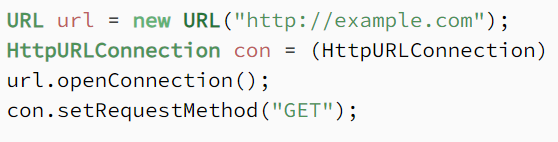 URL url = new URL("http://example.com");
HttpURLConnection con = (HttpURLConnection)
url.openConnection();
con.setRequestMethod("GET");